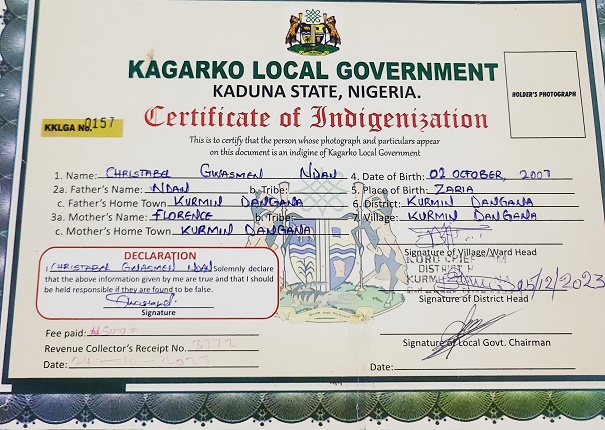 KAGARKO LOCAL GOVERNMENT
KADUNA STATE, NIGERIA.
Certificate of Indigenization
KKLGA No. 0157
HOLDER'S PHOTOGRAPH
This is to certify that the person whose photograph and particulars appear
on this document is an indigine of Kagarko Local Government
1. Name: CHRISTABEL GWASMEN NDAN 4. Date of Birth: 02 OCTOBER, 2007
2a. Father's Name: NDAN b. Tribe: 5. Place of Birth: ZARIA
c. Father's Home Town KURMIN DANGANA 6. District: KURMIN DANGANA
3a. Mother's Name: FLORENCE b. Tribe 7. Village: KURMIN DANGANA
c. Mother's Home Town KURMIN DANGANA
Signature of Village/Ward Head
DECLARATION
I CHRISTABEL GWASMEN NDAN Solemnly declare
that the above information given by me are true and that I should
be held responsible if they are found to be false.
Signature
DISTRICT
05/12/2023
Signature of District Head
Fee paid:
Revenue Collector's Receipt No. 3772
Signature of Local Govt. Chairman
Date: Date: